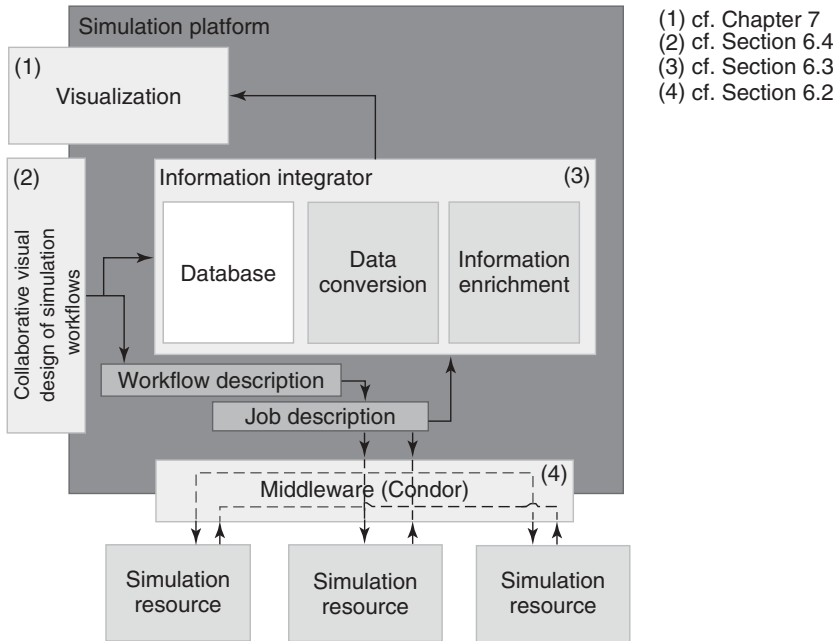 Simulation platform
(1)
Visualization
(1) cf. Chapter 7
(2) cf. Section 6.4
(3) cf. Section 6.3
(4) cf. Section 6.2
(2)
Collaborative visual
design of simulation
workflows
Information integrator
(3)
Database
Data
conversion
Information
enrichment
Workflow description
Job description
(4)
Middleware (Condor)
Simulation
resource
Simulation
resource
Simulation
resource